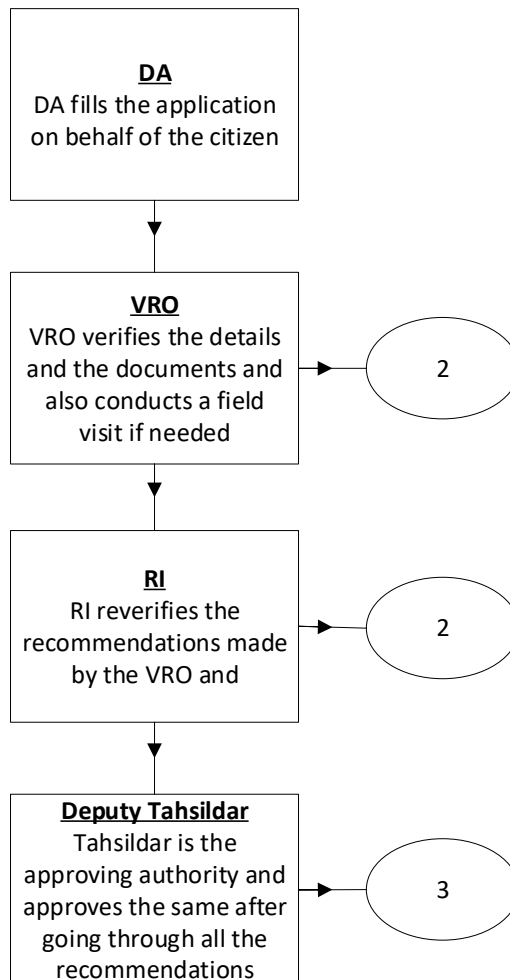 DA
DA fills the application
on behalf of the citizen
VRO
VRO verifies the details
and the documents and
also conducts a field
visit if needed
2
RI
RI reverifies the
recommendations made
by the VRO and
2
Deputy Tahsildar
Tahsildar is the
approving authority and
approves the same after
going through all the
recommendations
3